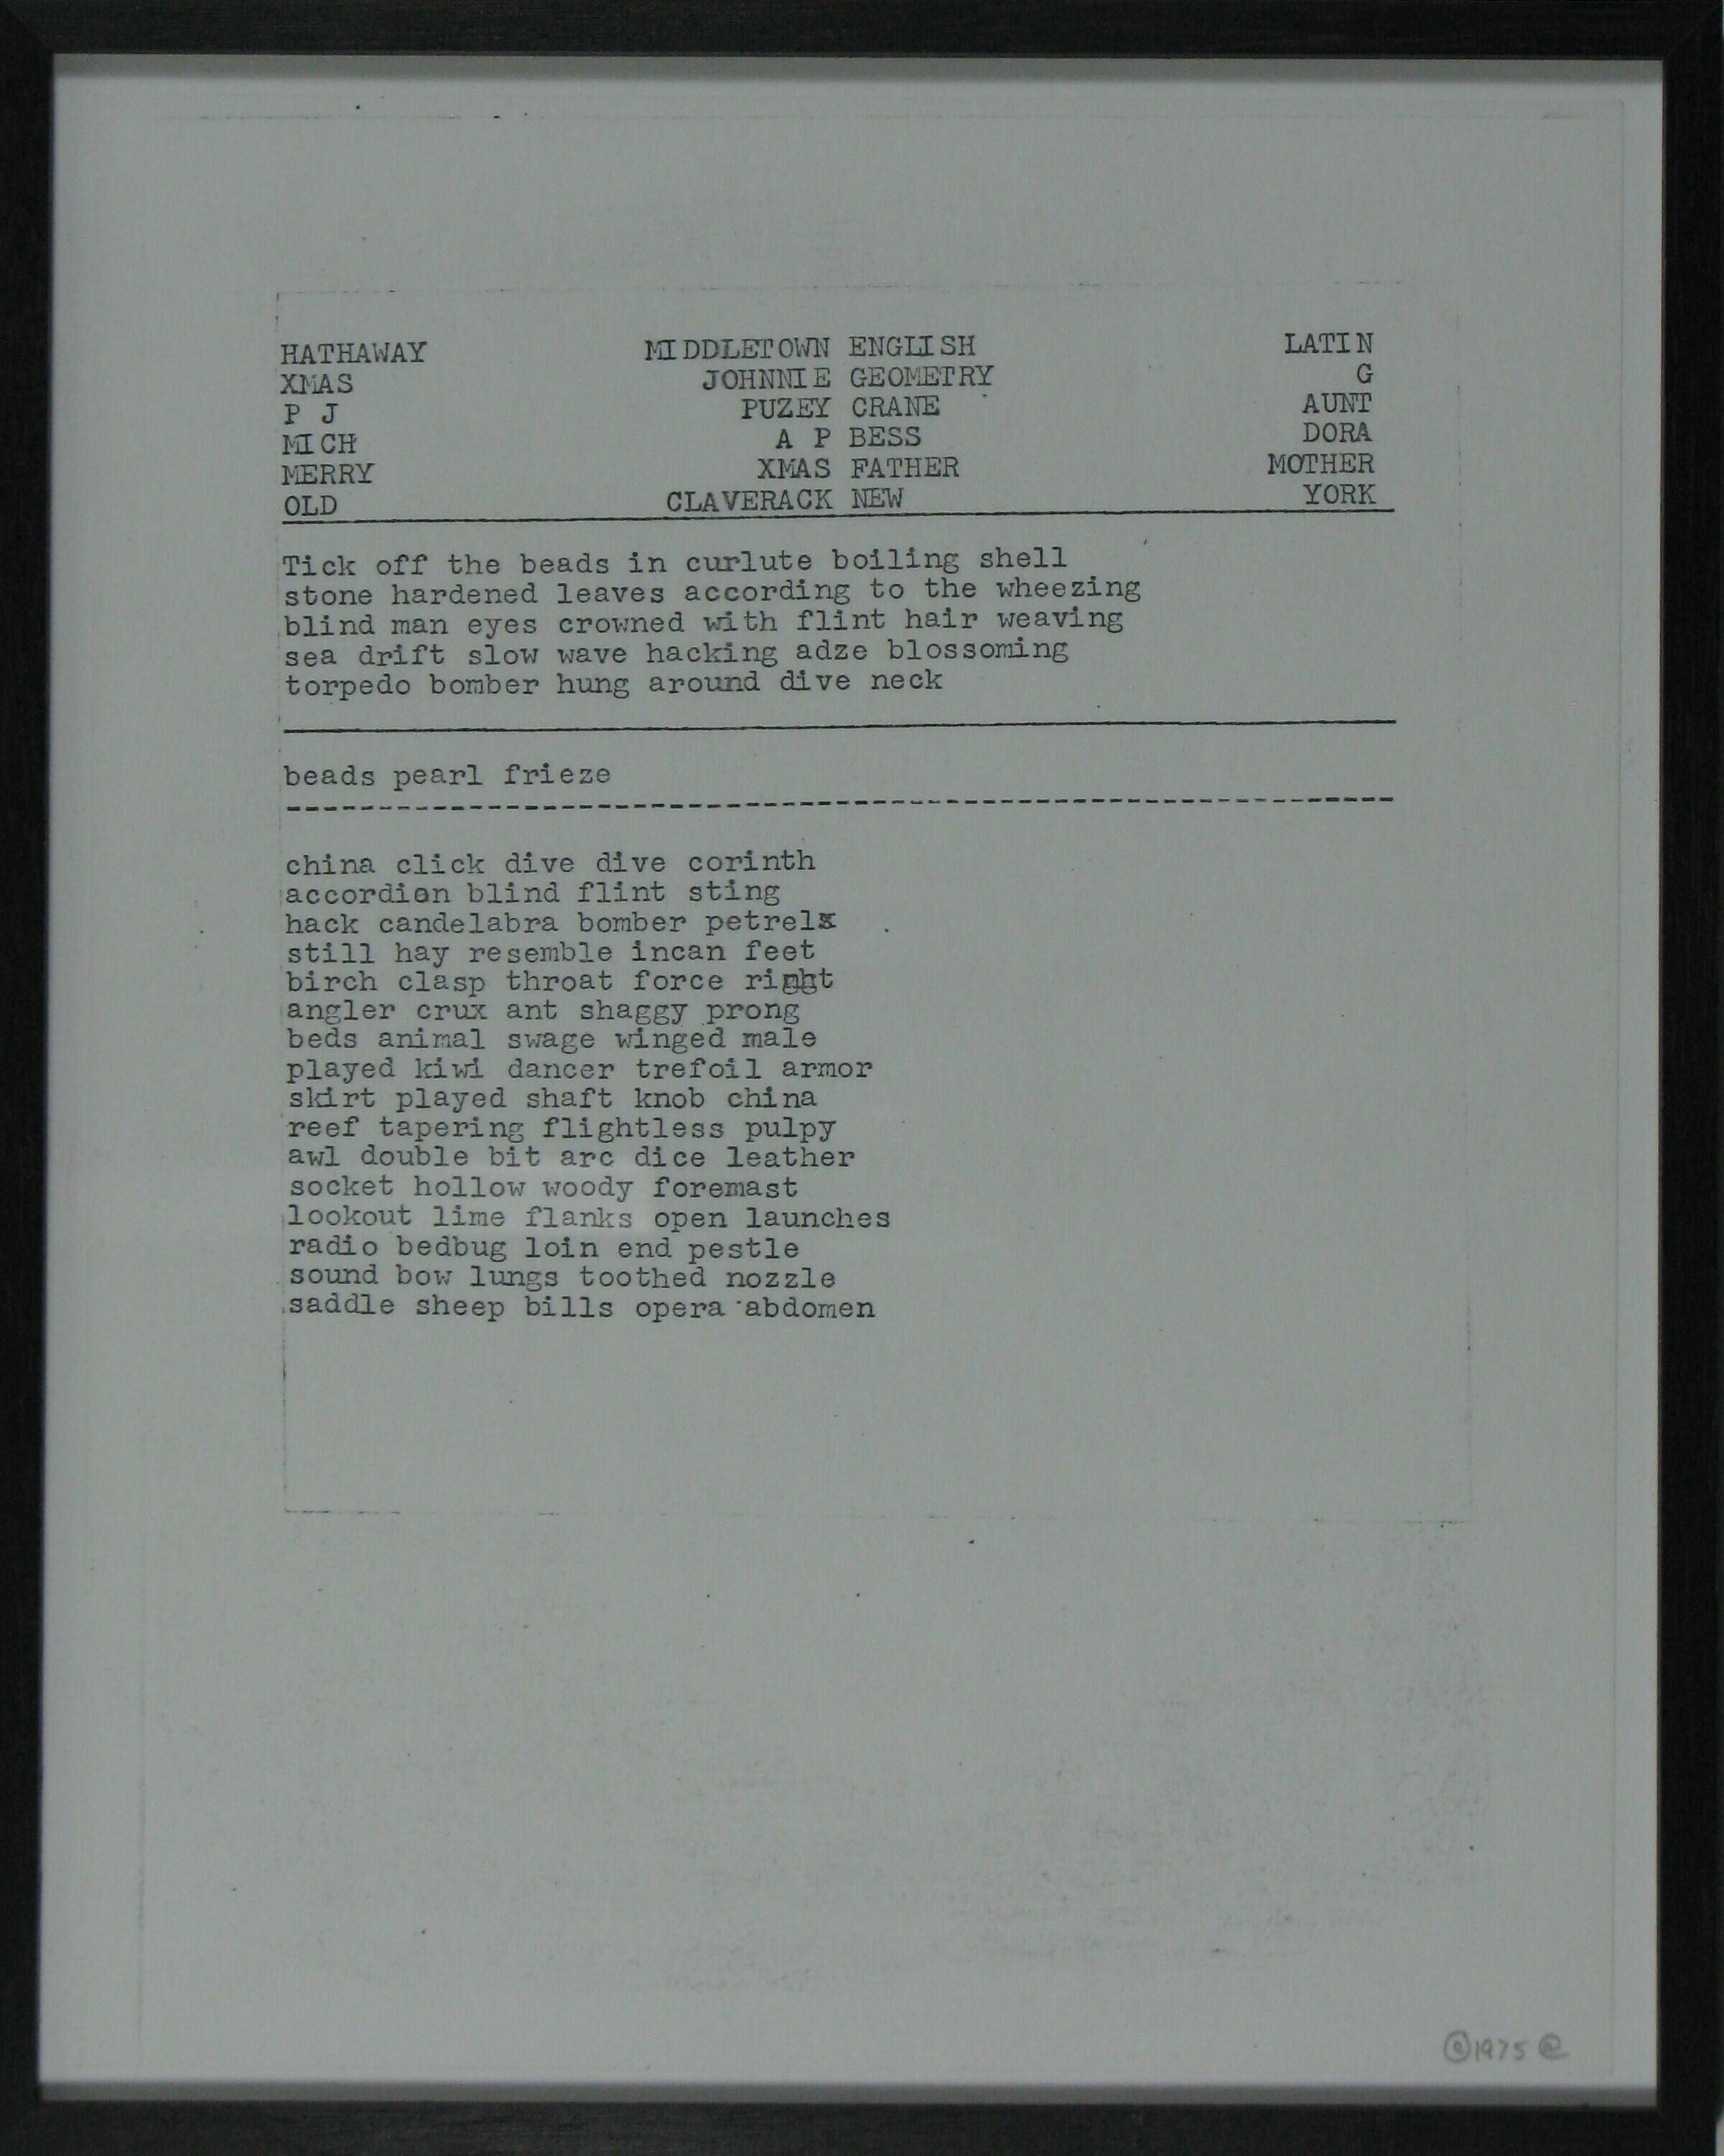 HATHAWAY MIDDLETOWN ENGLISH LATIN
XMAS JOHNNIE GEOMETRY G
P J PUZEY CRANE AUNT
MICH A P BESS DORA
MERRY XMAS FATHER MOTHER
OLD CLAVERACK NEW YORK
Tick off the beads in curlute boiling shell
stone hardened leaves according to the wheezing
blind man eyes crowned with flint hair weaving
sea drift slow wave hacking adze blossoming
torpedo bomber hung around dive neck
beads pearl frieze
china click dive dive corinth
accordion blind flint sting
hack candelabra bomber petrels
still hay resemble incan feet
birch clasp throat force right
angler crux ant shaggy prong
beds animal swage winged male
played kiwi dancer trefoil armor
skirt played shaft knob china
reef tapering flightless pulpy
awl double bit arc dice leather
socket hollow woody foremast
lookout lime flanks open launches
radio bedbug loin end pestle
sound bow lungs toothed nozzle
saddle sheep bills opera abdomen
©1975